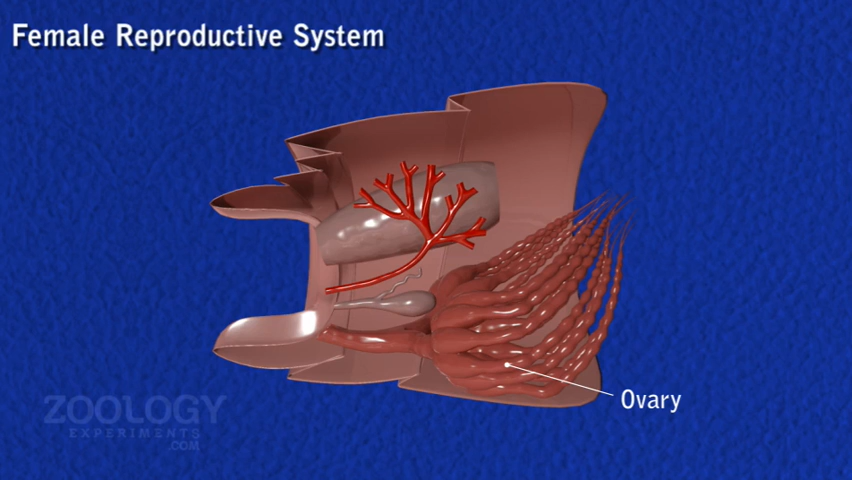 Female Reproductive System
Ovary
ZOOLOGY
EXPERIMENTS
.COM